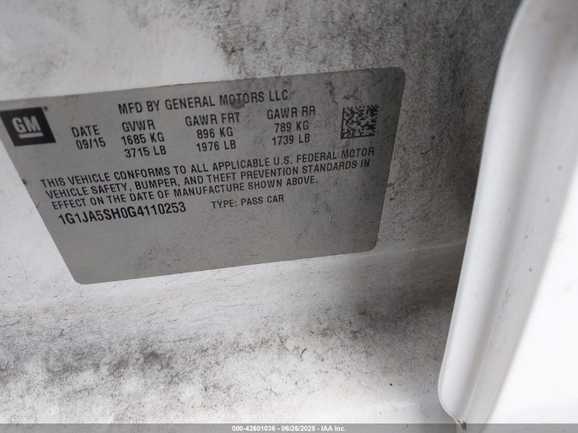 GM
MFD BY GENERAL MOTORS LLC
DATE GVWR GAWR FRT GAWR RR
09/15 1685 KG 896 KG 789 KG
3715 LB 1976 LB 1739 LB
THIS VEHICLE CONFORMS TO ALL APPLICABLE U.S. FEDERAL MOTOR
VEHICLE SAFETY, BUMPER, AND THEFT PREVENTION STANDARDS IN
EFFECT ON THE DATE OF MANUFACTURE SHOWN ABOVE.
1G1JA5SH0G4110253 TYPE: PASS CAR
000-42601036 - 06/26/2025 - IAA Inc.